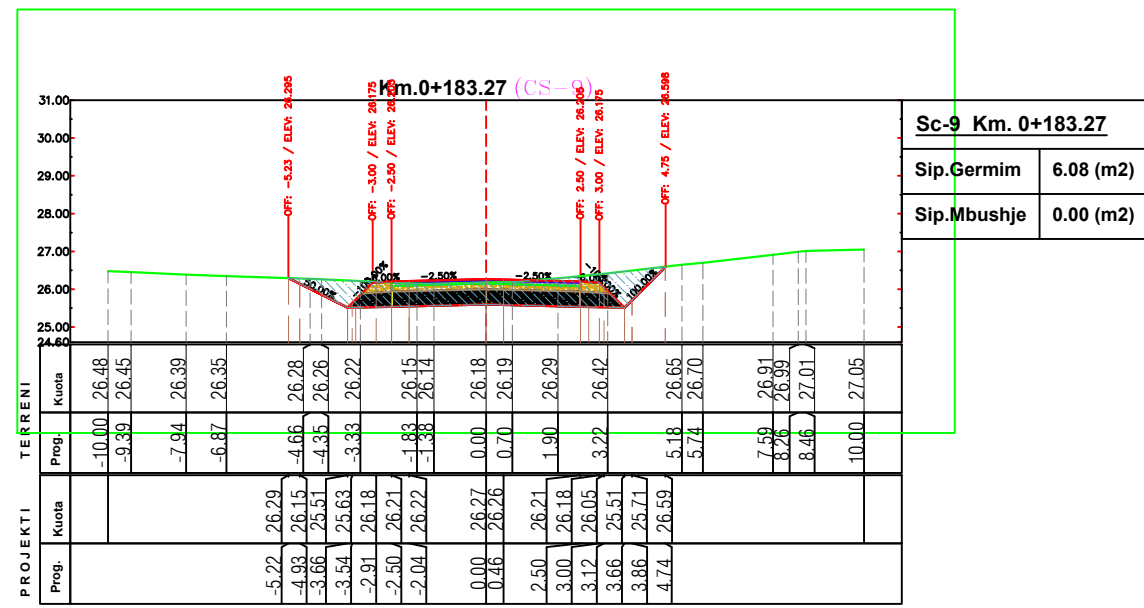 Km.0+183.27 (CS-9)
OFF: -5.23 / ELEV: 26.295
OFF: -3.00 / ELEV: 26.175
OFF: -2.50 / ELEV: 26.205
OFF: 2.50 / ELEV: 26.205
OFF: 3.00 / ELEV: 26.175
OFF: 4.75 / ELEV: 26.598
31.00
30.00
29.00
28.00
27.00
26.00
25.00
24.60
-2.50% -2.50%
Sc-9 Km. 0+183.27
Sip.Germim 6.08 (m2)
Sip.Mbushje 0.00 (m2)
TERRENI
Kuota 26.48 26.45 26.39 26.35 26.28 26.26 26.22 26.15 26.14 26.18 26.19 26.29 26.42 26.65 26.70 26.91 26.99 27.01 27.05
Prog. -10.00 -9.39 -7.94 -6.87 -4.66 -4.35 -3.33 -1.83 -1.38 0.00 0.70 1.90 3.22 5.18 5.74 7.59 8.26 8.46 10.00
PROJEKTI
Kuota 26.29 26.15 25.51 25.63 26.18 26.21 26.22 26.27 26.26 26.21 26.18 26.05 25.51 25.71 26.59
Prog. -5.22 -4.93 -3.66 -3.54 -2.91 -2.50 -2.04 0.00 0.46 2.50 3.00 3.12 3.66 3.86 4.74